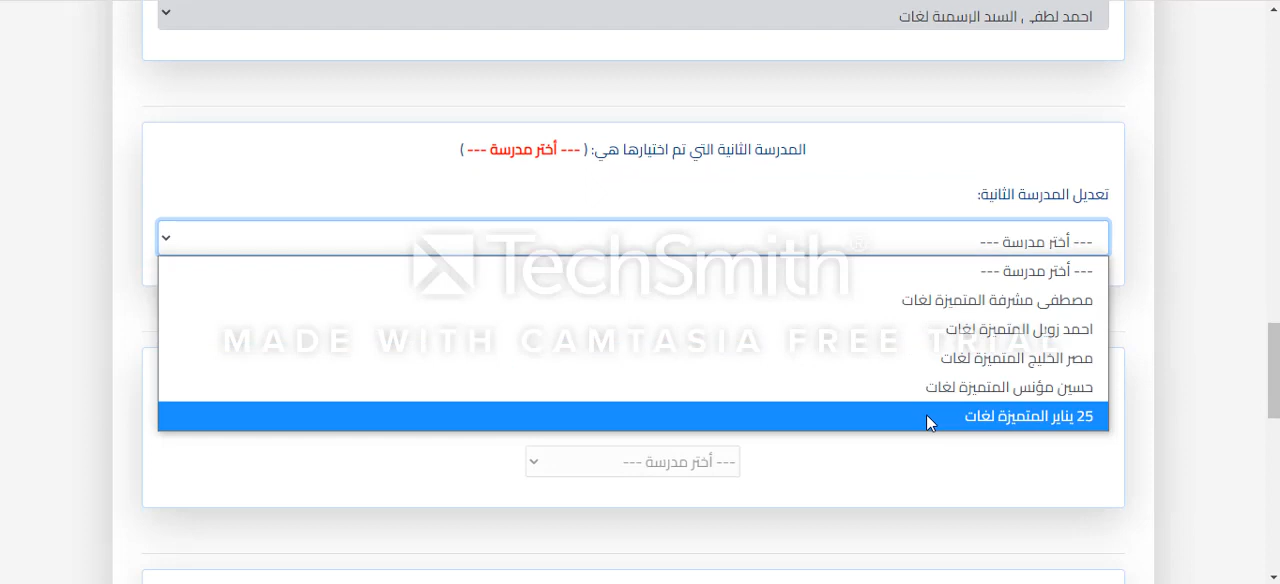 احمد لطفي السيد الرسمية لغات
المدرسة الثانية التي تم اختيارها هي: ( --- أختر مدرسة --- )
تعديل المدرسة الثانية:
--- أختر مدرسة ---
--- أختر مدرسة ---
مصطفى مشرفة المتميزة لغات
احمد زويل المتميزة لغات
مصر الخليج المتميزة لغات
حسين مؤنس المتميزة لغات
25 يناير المتميزة لغات
--- أختر مدرسة ---
TechSmith
MADE WITH CAMTASIA FREE TRIAL